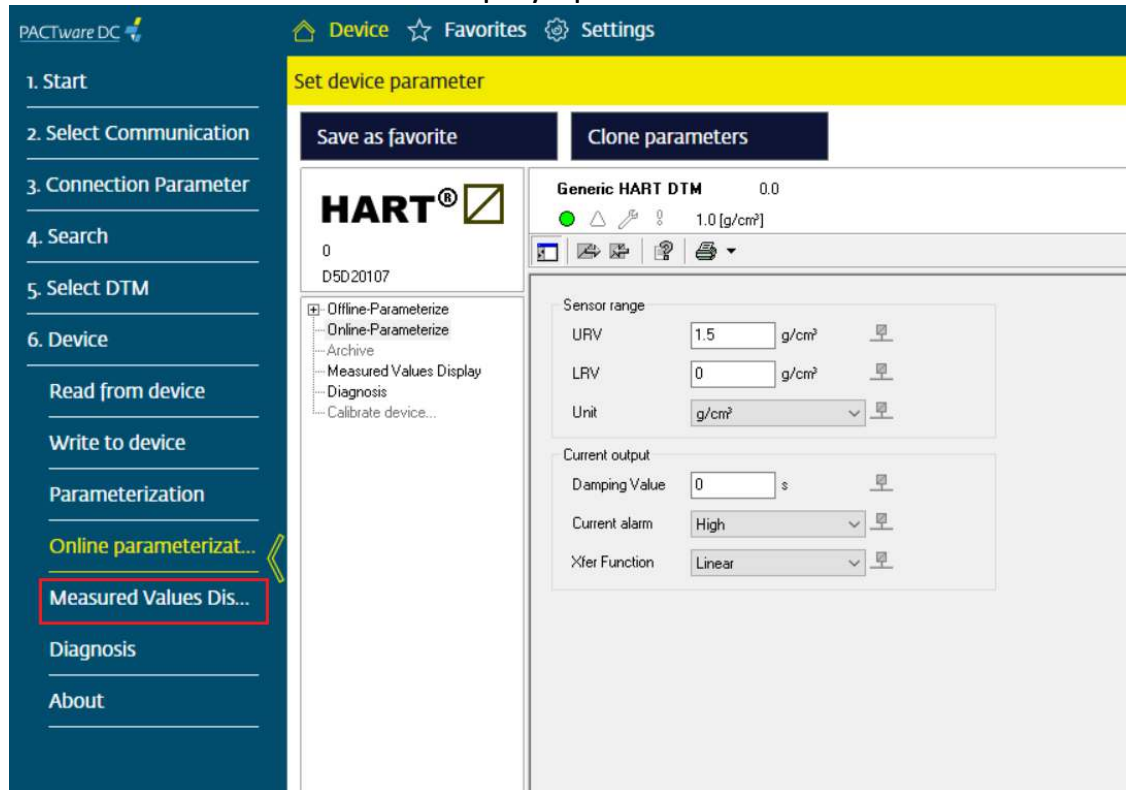 PACTware DC
Device Favorites Settings
1. Start
2. Select Communication
3. Connection Parameter
4. Search
5. Select DTM
6. Device
Read from device
Write to device
Parameterization
Online parameterizat...
Measured Values Dis...
Diagnosis
About
Set device parameter
Save as favorite
Clone parameters
HART®
0
D5D20107
Offline-Parameterize
Online-Parameterize
Archive
Measured Values Display
Diagnosis
Calibrate device...
Generic HART DTM 0.0
1.0 [g/cm³]
Sensor range
URV 1.5 g/cm³
LRV 0 g/cm³
Unit g/cm³
Current output
Damping Value 0 s
Current alarm High
Xfer Function Linear